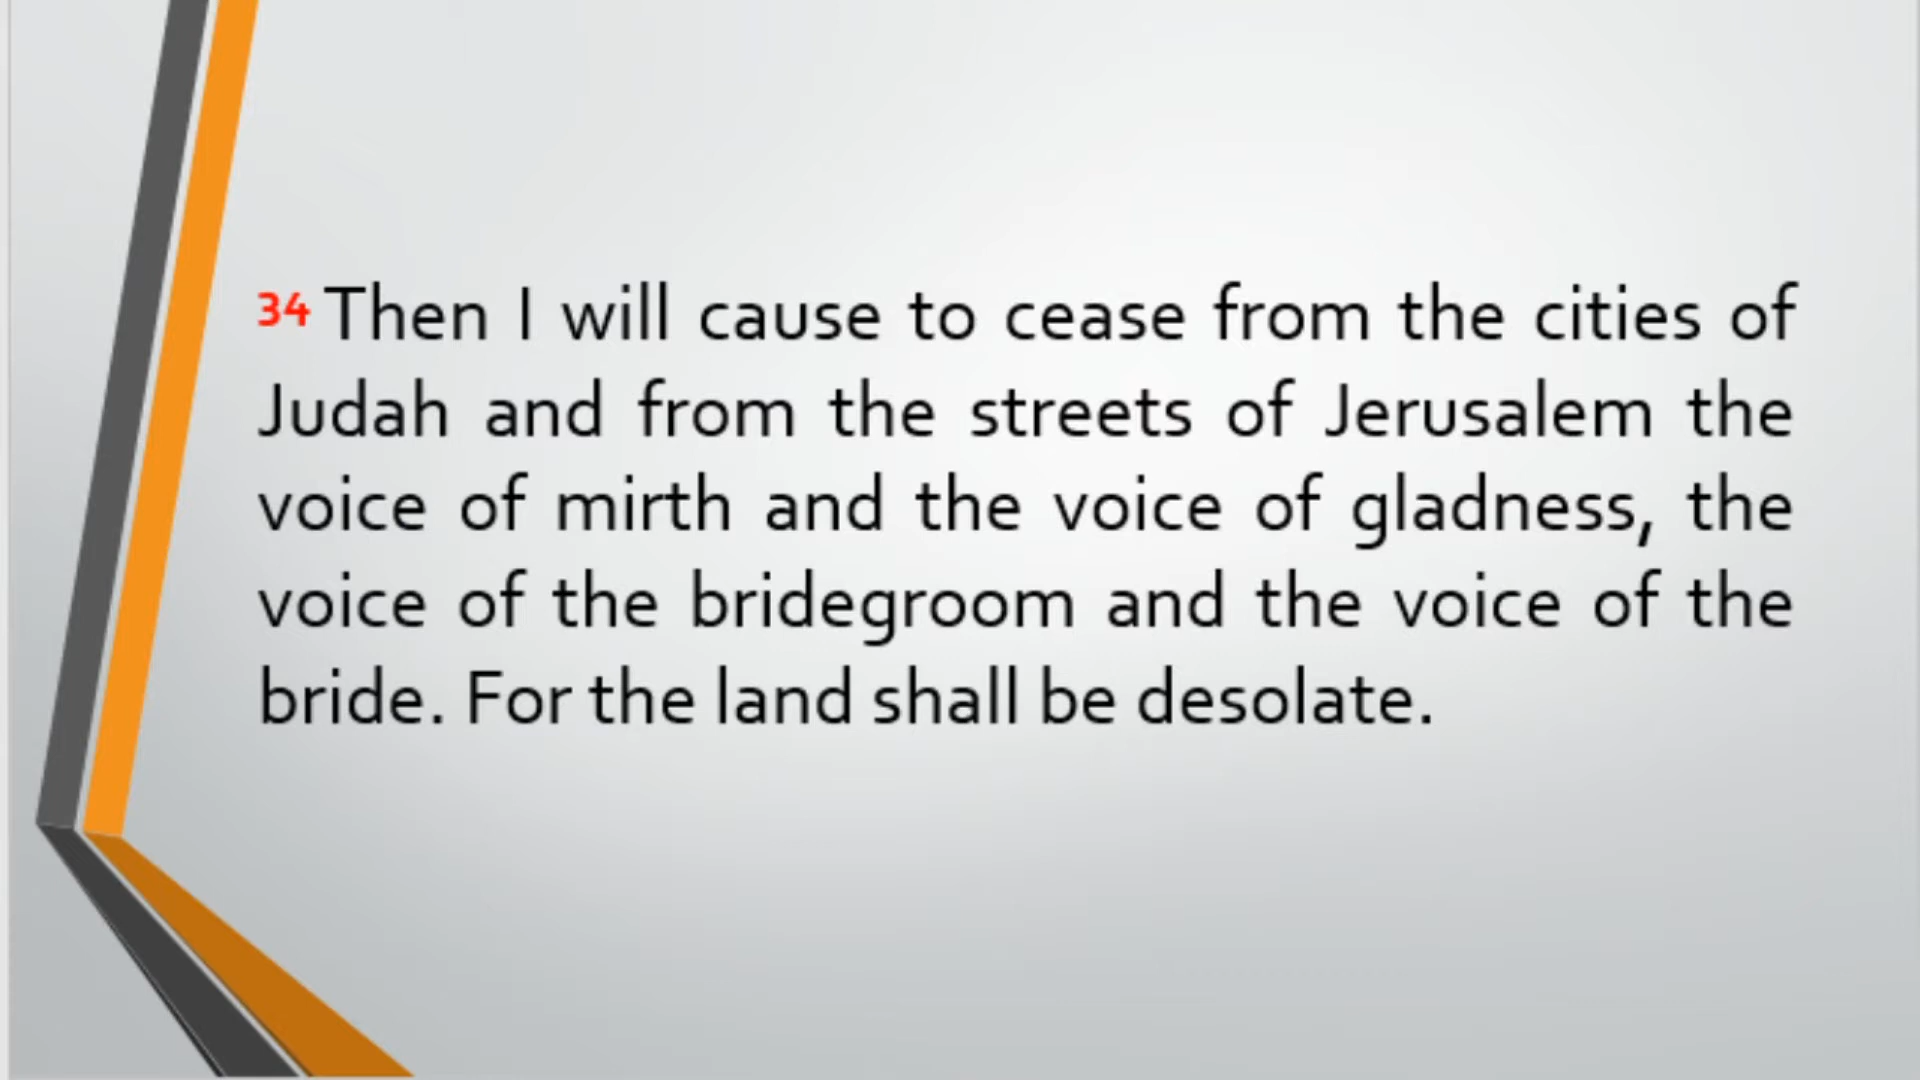 34 Then I will cause to cease from the cities of
Judah and from the streets of Jerusalem the
voice of mirth and the voice of gladness, the
voice of the bridegroom and the voice of the
bride. For the land shall be desolate.